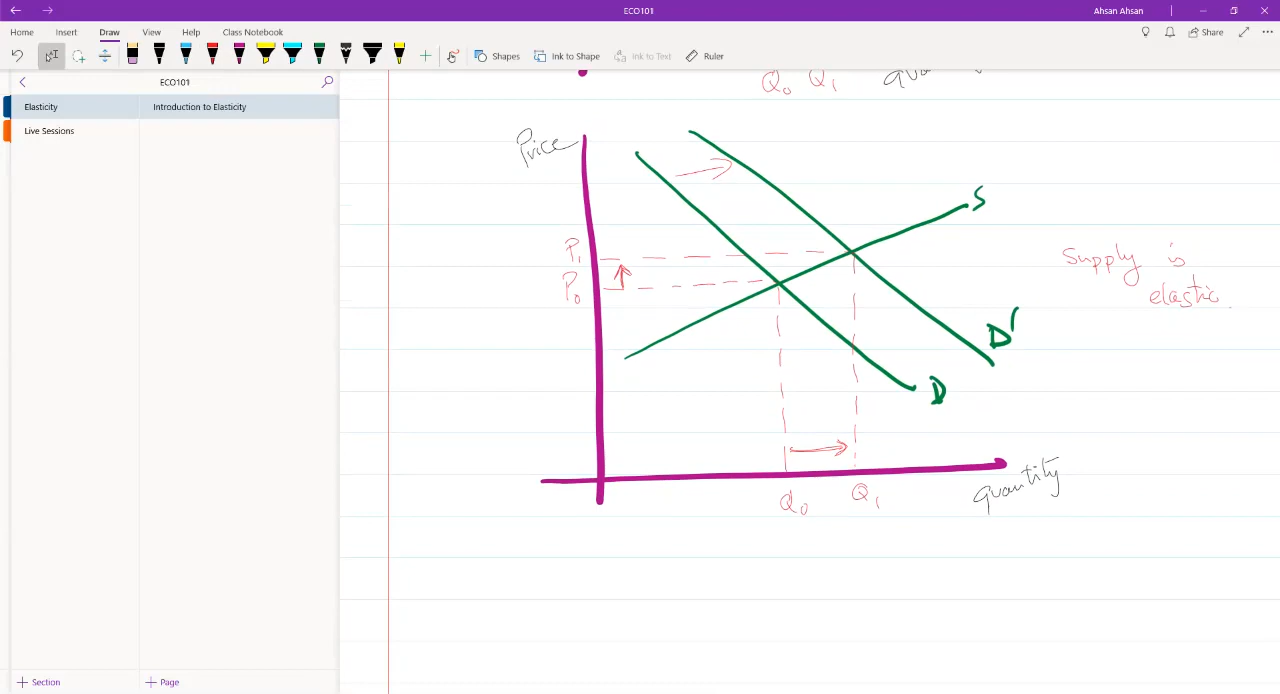 ECO101
Ahsan Ahsan
Home Insert Draw View Help Class Notebook
Share
Shapes Ink to Shape Ink to Text Ruler
ECO101
Elasticity
Introduction to Elasticity
Live Sessions
Q0 Q1
Price
S
P1
P0
Supply is
elastic
D'
D
Q0 Q1
quantity
+ Section
+ Page